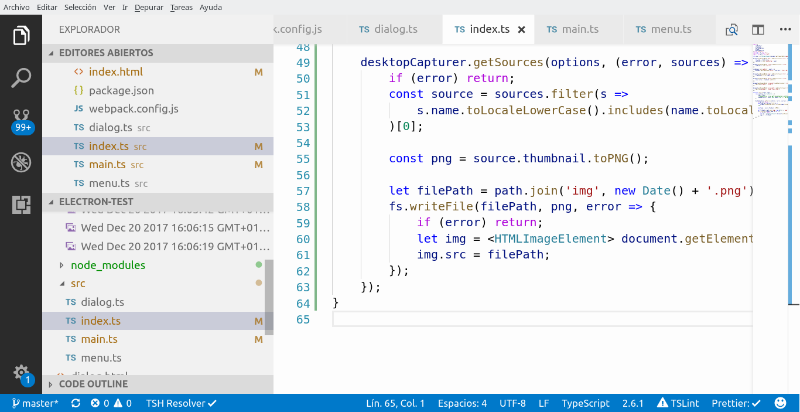 Archivo Editar Selección Ver Ir Depurar Tareas Ayuda
EXPLORADOR
.config.js
TS dialog.ts
TS index.ts
TS main.ts
TS menu.ts
EDITORES ABIERTOS
<> index.html M
{ } package.json
JS webpack.config.js
TS dialog.ts src
TS index.ts src M
TS main.ts src M
TS menu.ts src
ELECTRON-TEST
Wed Dec 20 2017 16:06:15 GMT+01...
Wed Dec 20 2017 16:06:19 GMT+01...
node_modules
src
TS dialog.ts
TS index.ts M
TS main.ts M
TS menu.ts
dialog.html
CODE OUTLINE
99+
1
48
49 desktopCapturer.getSources(options, (error, sources) =>
50 if (error) return;
51 const source = sources.filter(s =>
52 s.name.toLocaleLowerCase().includes(name.toLocal
53 )[0];
54
55 const png = source.thumbnail.toPNG();
56
57 let filePath = path.join('img', new Date() + '.png')
58 fs.writeFile(filePath, png, error => {
59 if (error) return;
60 let img = <HTMLImageElement> document.getElement
61 img.src = filePath;
62 });
63 });
64 }
65
master* 0 0 TSH Resolver Lín. 65, Col. 1 Espacios: 4 UTF-8 LF TypeScript 2.6.1 TSLint Prettier: